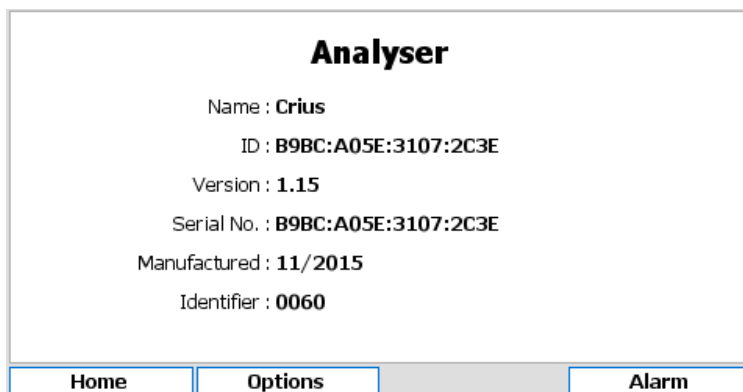 Analyser
Name : Crius
ID : B9BC:A05E:3107:2C3E
Version : 1.15
Serial No. : B9BC:A05E:3107:2C3E
Manufactured : 11/2015
Identifier : 0060
Home Options Alarm